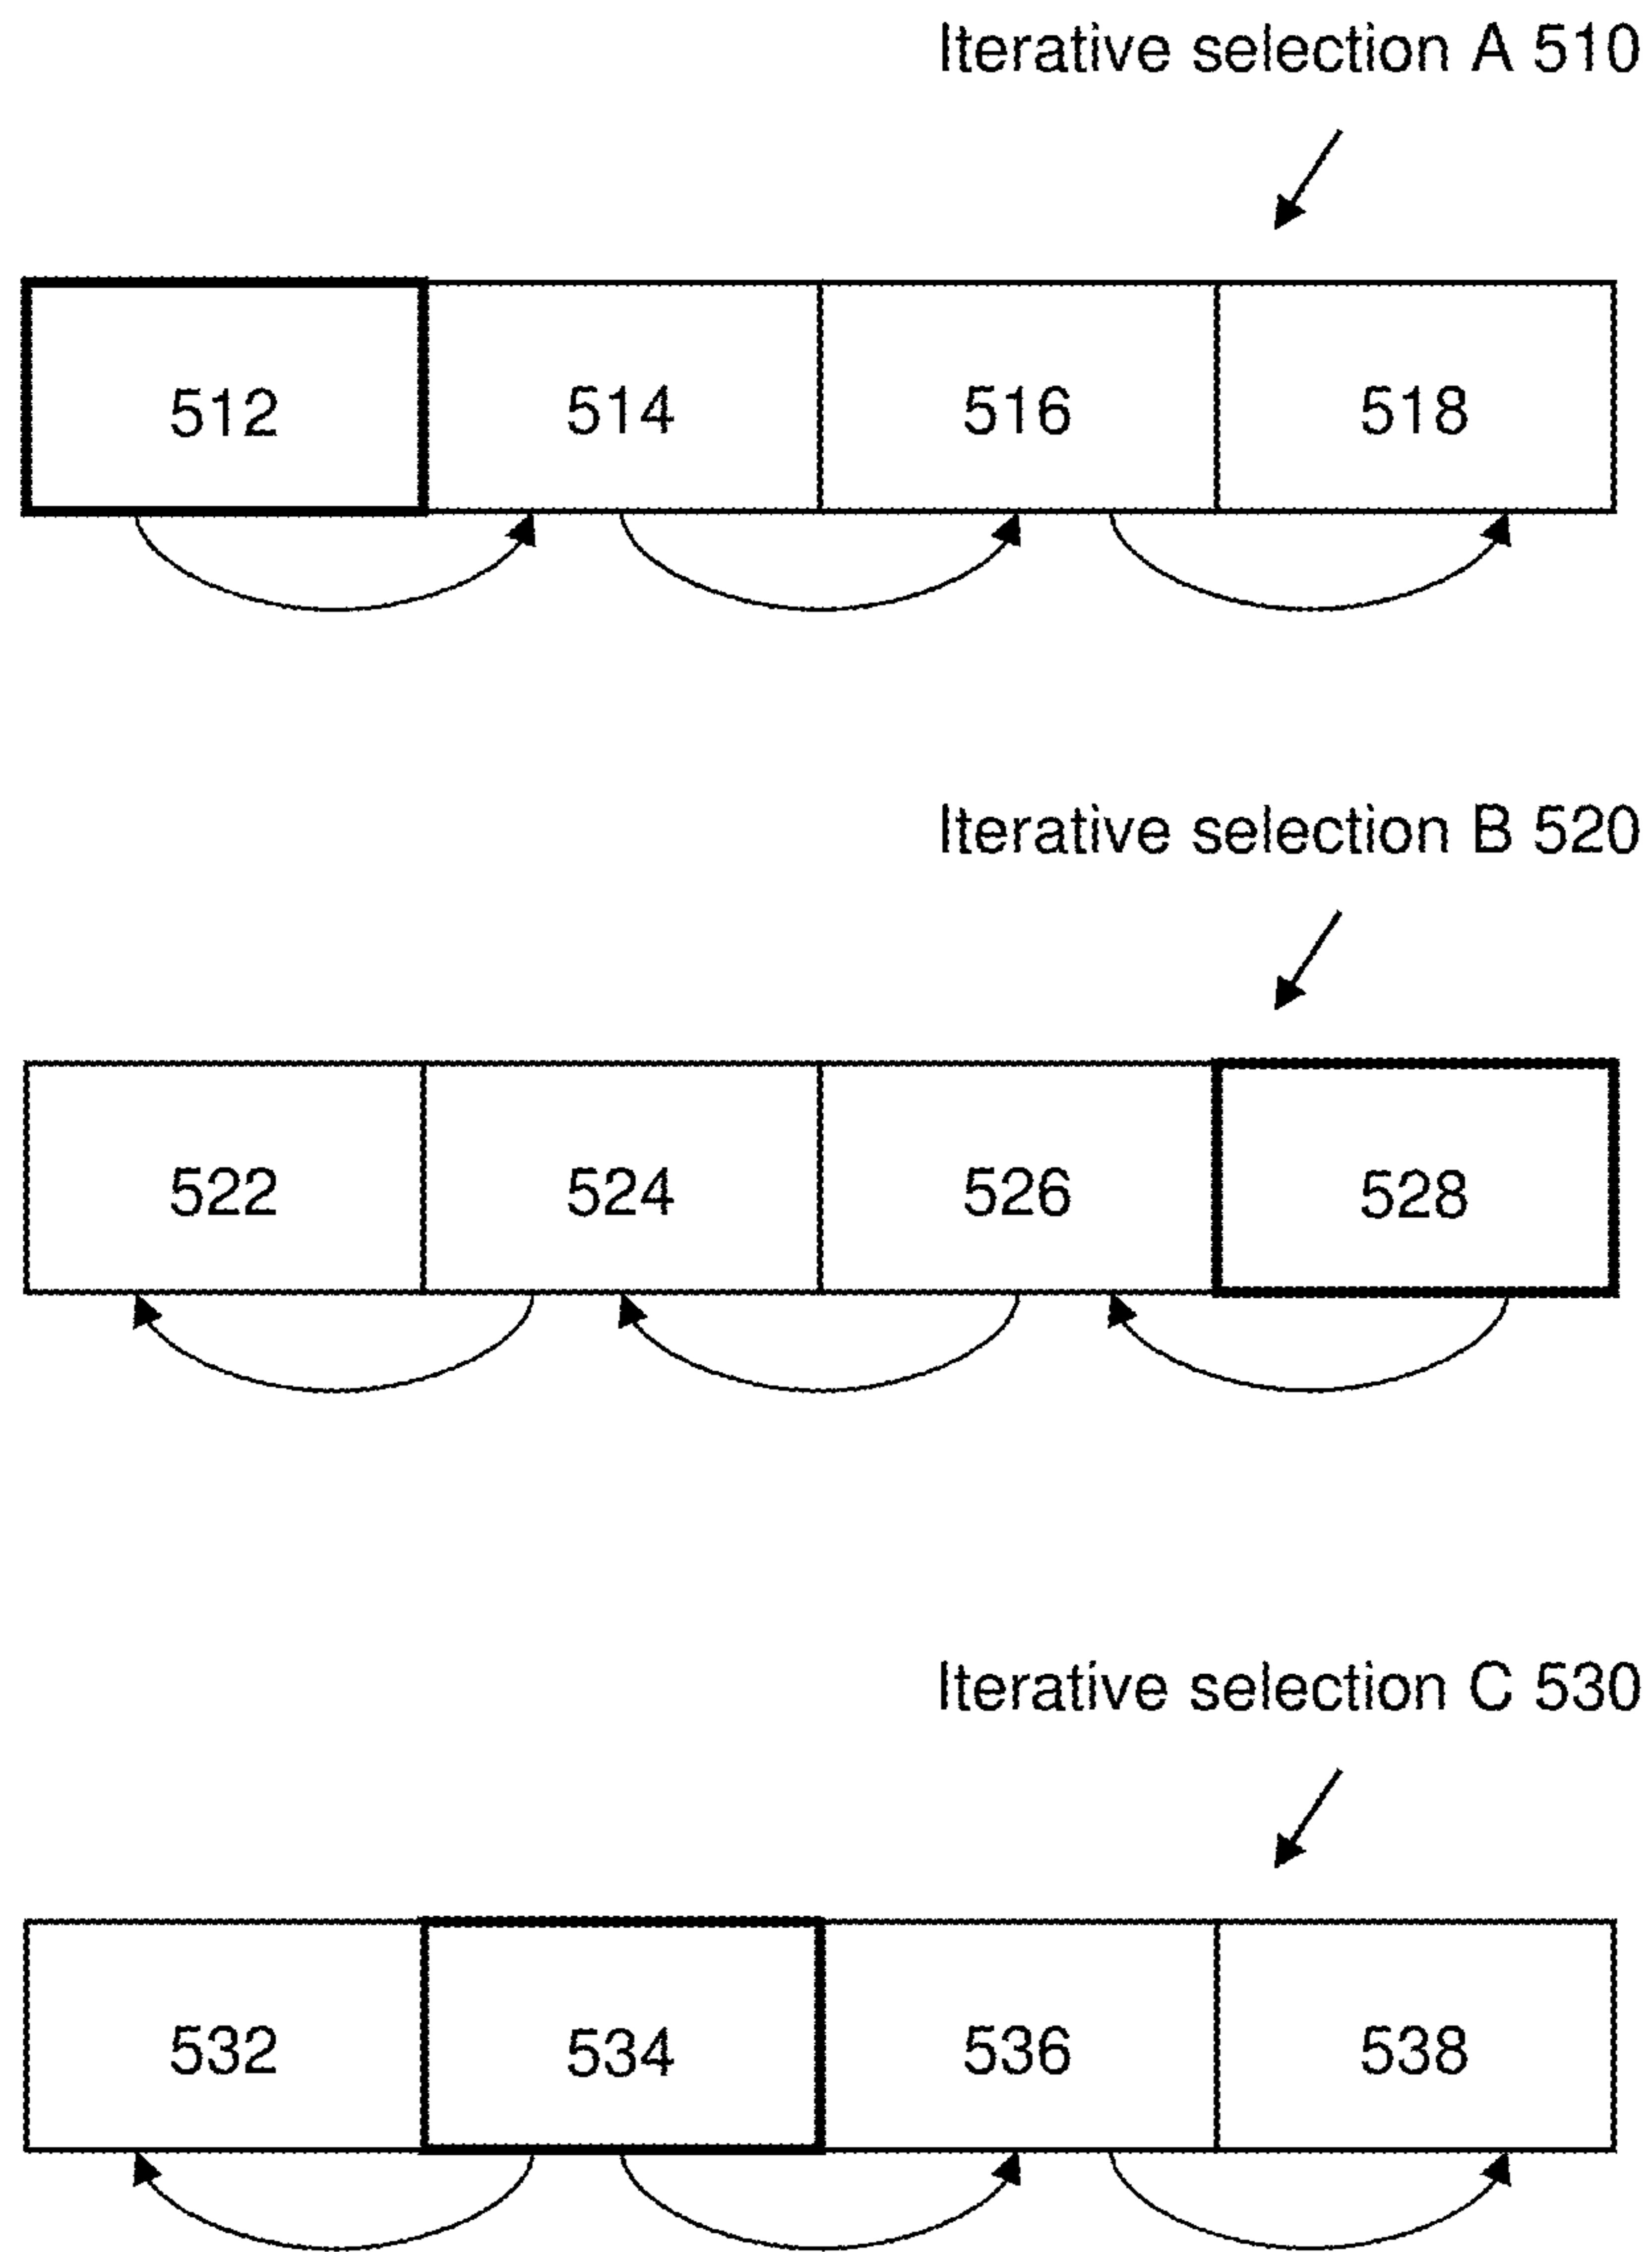 Iterative selection A 510
512 514 516 518
Iterative selection B 520
522 524 526 528
Iterative selection C 530
532 534 536 538